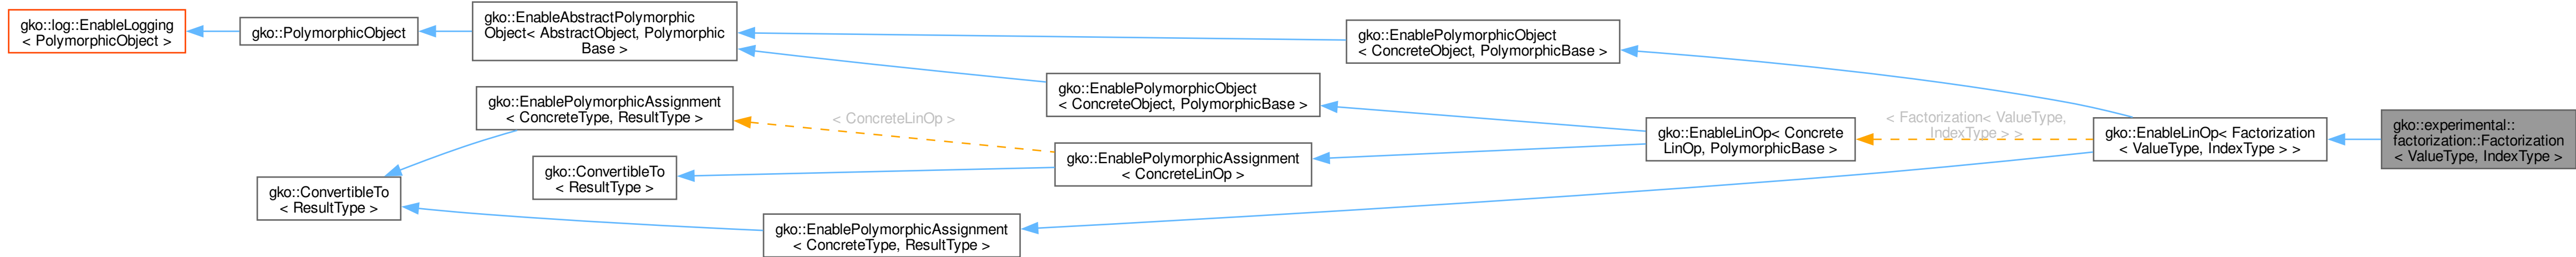 gko::log::EnableLogging
< PolymorphicObject >
gko::PolymorphicObject
gko::EnableAbstractPolymorphic
Object< AbstractObject, Polymorphic
Base >
gko::EnablePolymorphicObject
< ConcreteObject, PolymorphicBase >
gko::EnablePolymorphicObject
< ConcreteObject, PolymorphicBase >
gko::EnablePolymorphicAssignment
< ConcreteType, ResultType >
< ConcreteLinOp >
gko::ConvertibleTo
< ResultType >
gko::EnablePolymorphicAssignment
< ConcreteLinOp >
gko::EnableLinOp< Concrete
LinOp, PolymorphicBase >
< Factorization< ValueType,
IndexType > >
gko::EnableLinOp< Factorization
< ValueType, IndexType > >
gko::experimental::
factorization::Factorization
< ValueType, IndexType >
gko::ConvertibleTo
< ResultType >
gko::EnablePolymorphicAssignment
< ConcreteType, ResultType >